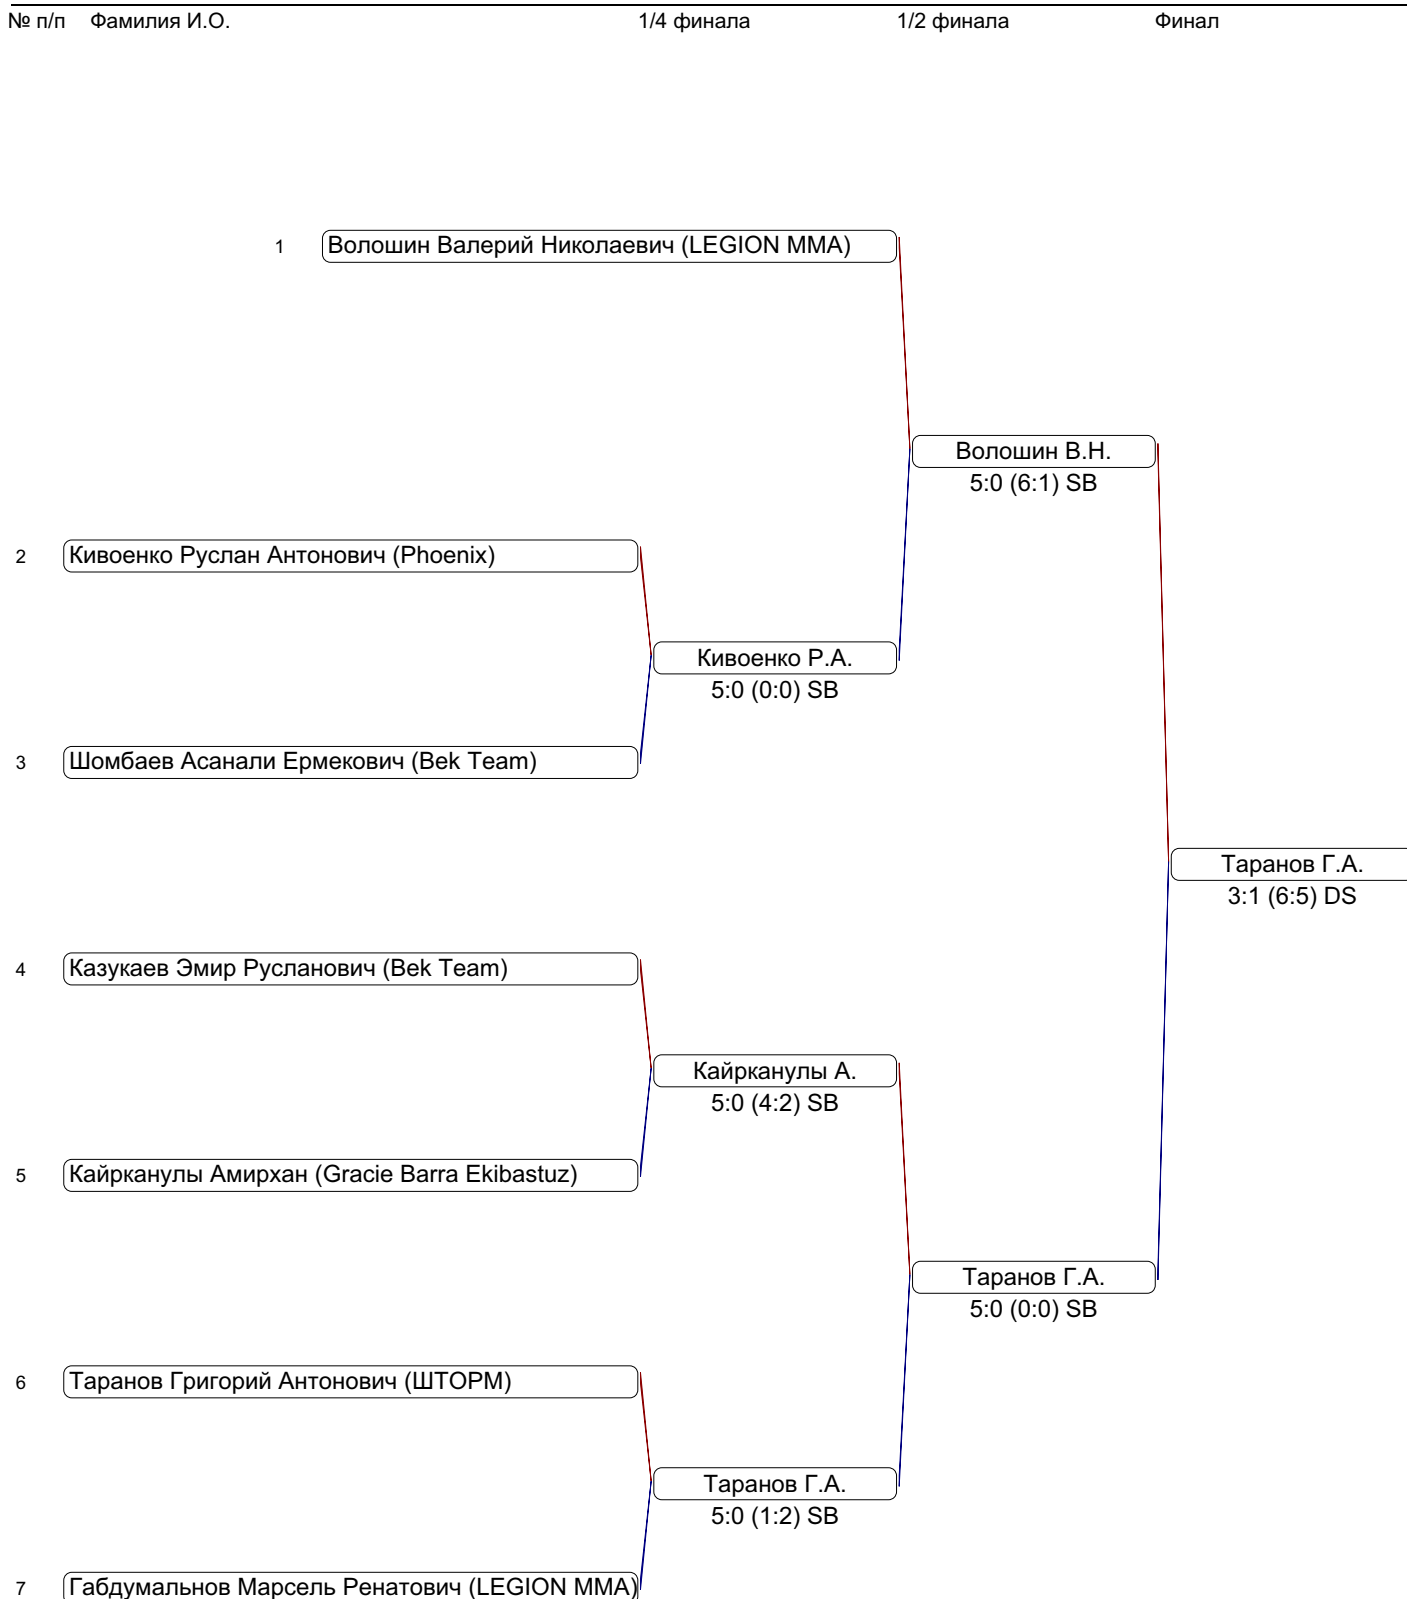 № п/п Фамилия И.О. 1/4 финала 1/2 финала Финал
1 Волошин Валерий Николаевич (LEGION MMA)
Волошин В.Н.
5:0 (6:1) SB
2 Кивоенко Руслан Антонович (Phoenix)
Кивоенко Р.А.
5:0 (0:0) SB
3 Шомбаев Асанали Ермекович (Bek Team)
Таранов Г.А.
3:1 (6:5) DS
4 Казукаев Эмир Русланович (Bek Team)
Кайрканулы А.
5:0 (4:2) SB
5 Кайрканулы Амирхан (Gracie Barra Ekibastuz)
Таранов Г.А.
5:0 (0:0) SB
6 Таранов Григорий Антонович (ШТОРМ)
Таранов Г.А.
5:0 (1:2) SB
7 Габдумальнов Марсель Ренатович (LEGION MMA)